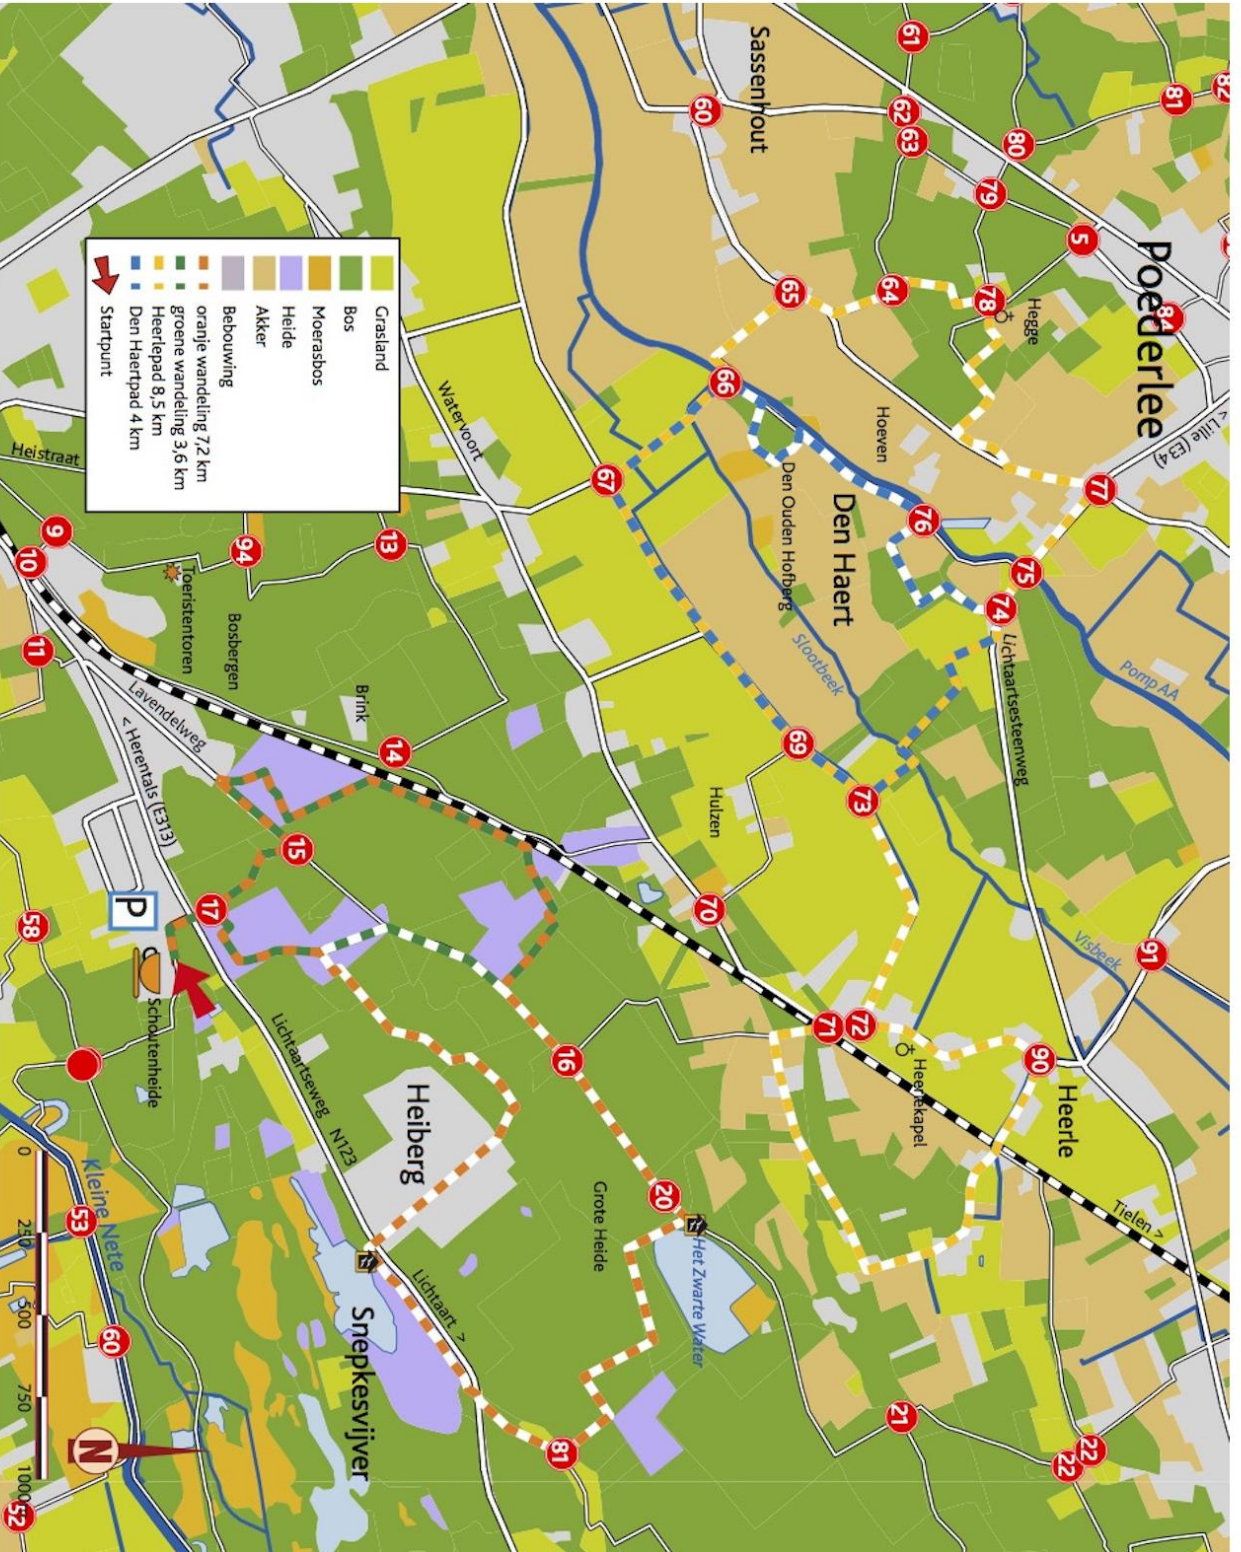 Poederlee
Sassenhout
Hegge
< Lille (E34)
Hoeven
Den Haert
Den Ouden Hofberg
Slootbeek
Pomp AA
Lichtaartsesteenweg
Visbeek
Watervoort
Hulzen
Heistraat
Toeristentoren
Bosbergen
Brink
Lavendelweg
< Herentals (E313)
P
Schoutenheide
Lichtaartseweg N123
Heiberg
Lichtaart >
Snepkesvijver
Grote Heide
Het Zwarte Water
Heerlekapel
Heerle
Tielen >
Kleine Nete
Grasland
Bos
Moerasbos
Heide
Akker
Bebouwing
oranje wandeling 7,2 km
groene wandeling 3,6 km
Heerlepad 8,5 km
Den Haertpad 4 km
Startpunt
61
62
63
60
80
81
82
79
5
84
78
64
65
66
67
77
76
75
74
69
73
70
71
72
90
91
9
10
11
94
13
14
15
17
16
20
21
22
22
81
58
53
60
52
0
250
500
750
1000
N